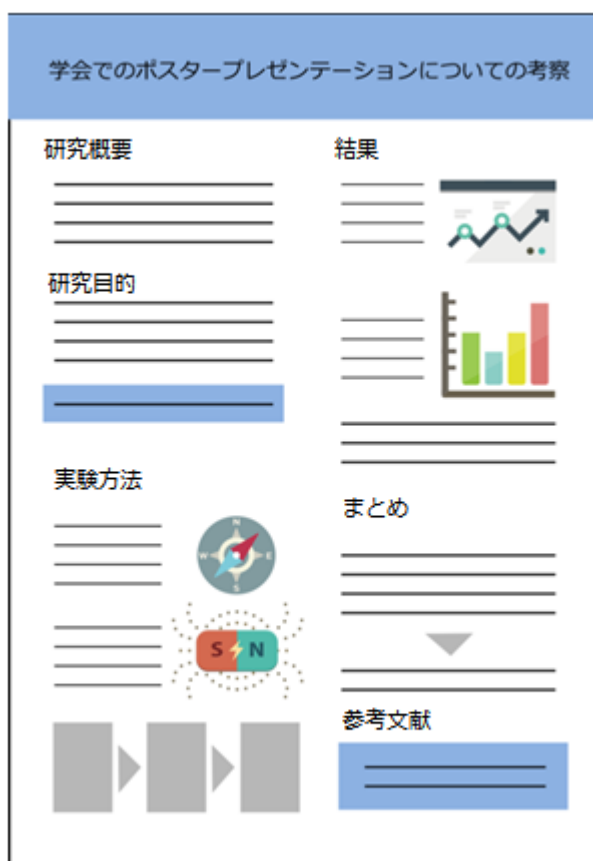 学会でのポスタープレゼンテーションについての考察
研究概要
研究目的
実験方法
N
W
E
S
S
N
結果
まとめ
参考文献